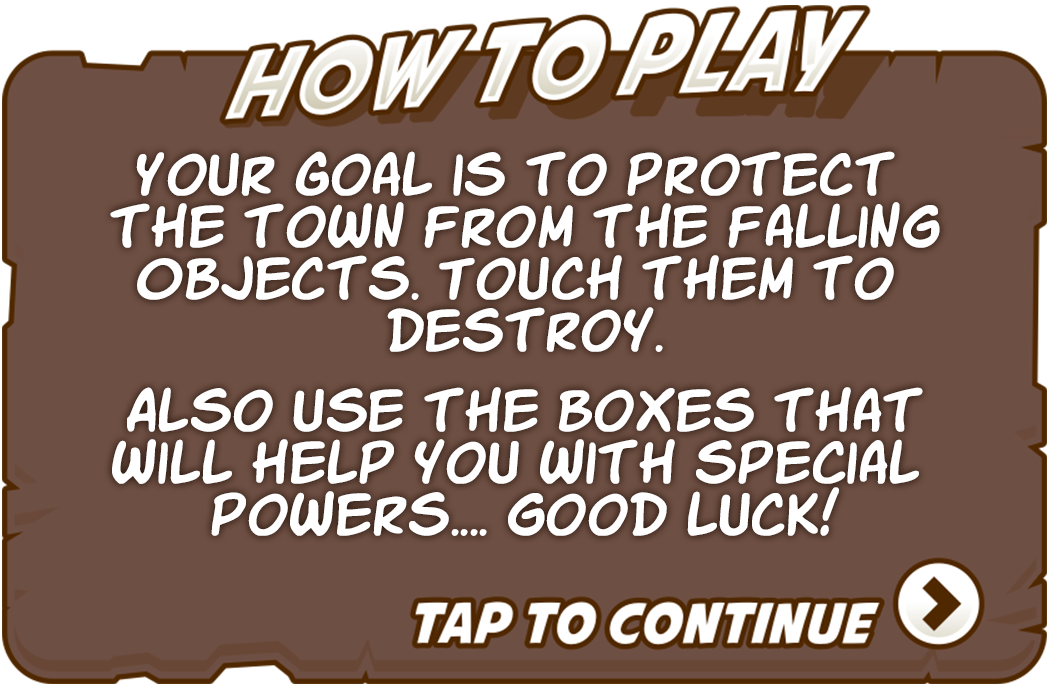 HOW TO PLAY
YOUR GOAL IS TO PROTECT
THE TOWN FROM THE FALLING
OBJECTS. TOUCH THEM TO
DESTROY.
ALSO USE THE BOXES THAT
WILL HELP YOU WITH SPECIAL
POWERS.... GOOD LUCK!
TAP TO CONTINUE